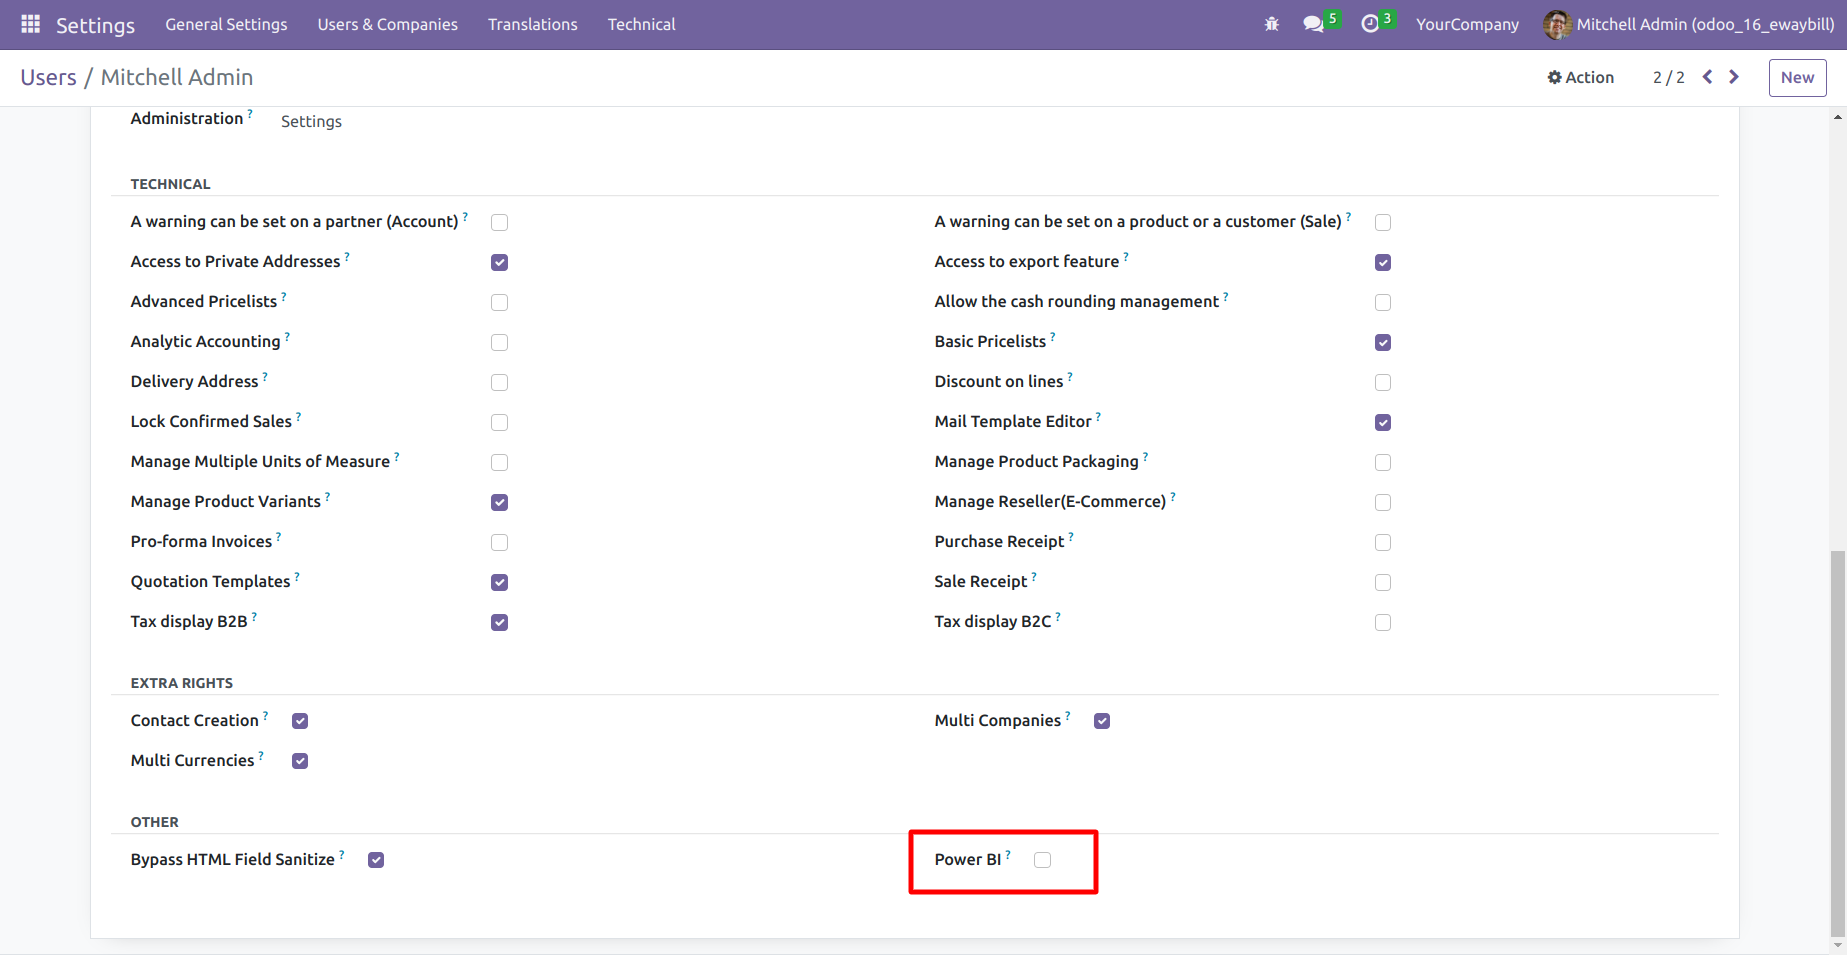 Settings General Settings Users & Companies Translations Technical 5 3 YourCompany Mitchell Admin (odoo_16_ewaybill)
Users / Mitchell Admin Action 2 / 2 New
Administration ? Settings
TECHNICAL
A warning can be set on a partner (Account) ? A warning can be set on a product or a customer (Sale) ?
Access to Private Addresses ? Access to export feature ?
Advanced Pricelists ? Allow the cash rounding management ?
Analytic Accounting ? Basic Pricelists ?
Delivery Address ? Discount on lines ?
Lock Confirmed Sales ? Mail Template Editor ?
Manage Multiple Units of Measure ? Manage Product Packaging ?
Manage Product Variants ? Manage Reseller(E-Commerce) ?
Pro-forma Invoices ? Purchase Receipt ?
Quotation Templates ? Sale Receipt ?
Tax display B2B ? Tax display B2C ?
EXTRA RIGHTS
Contact Creation ? Multi Companies ?
Multi Currencies ?
OTHER
Bypass HTML Field Sanitize ? Power BI ?